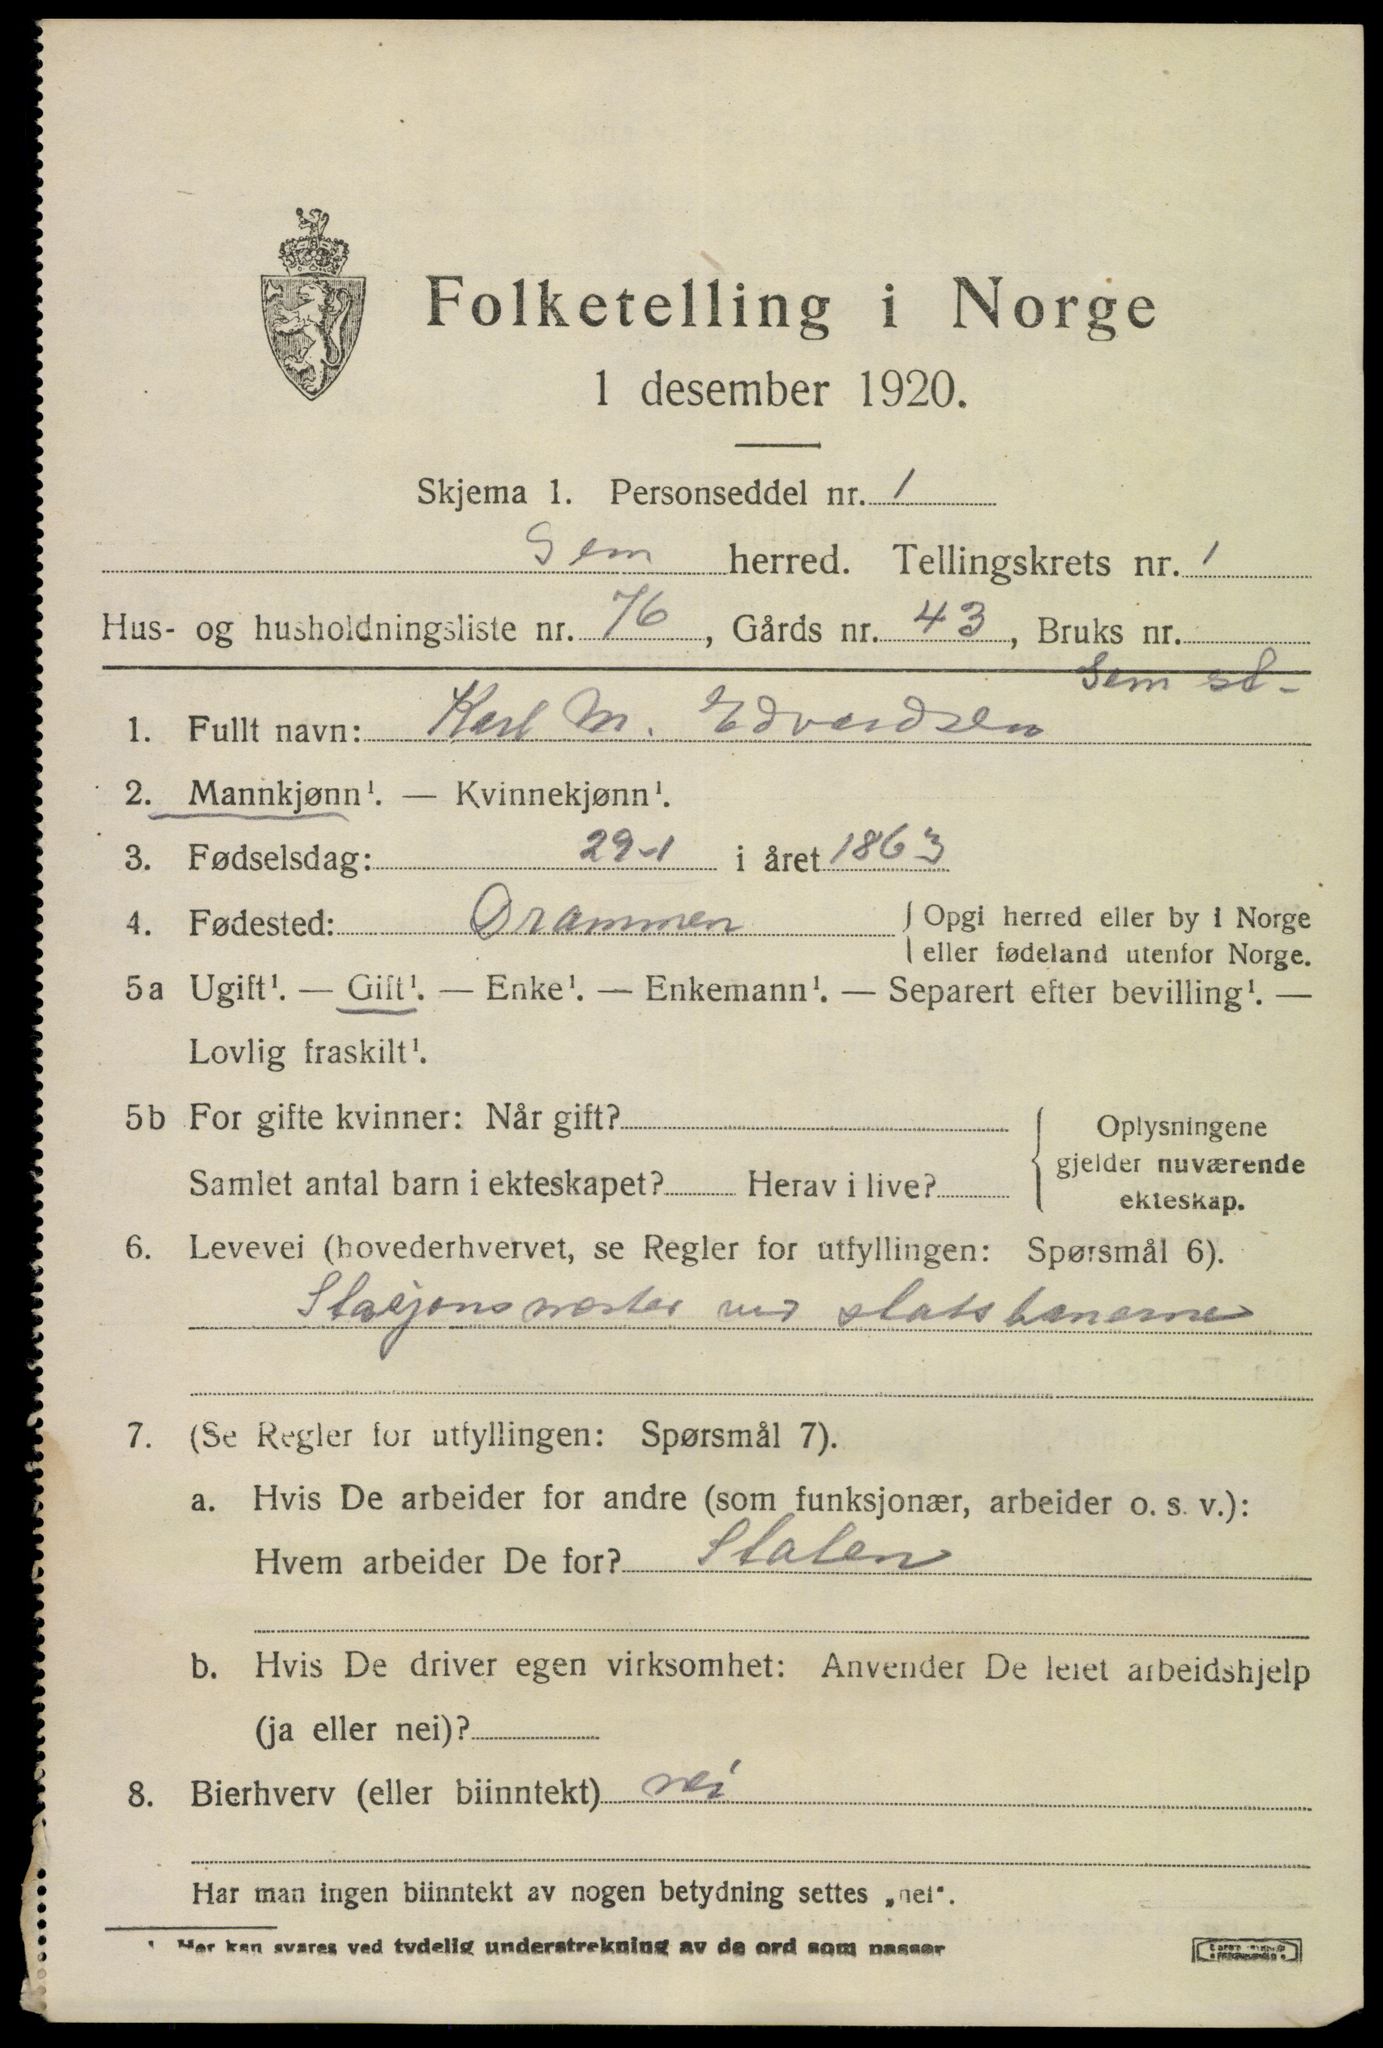 Folketelling i Norge
1 desember 1920.
Skjema 1. Personseddel nr. 1
Sem herred. Tellingskrets nr. 1
Hus- og husholdningsliste nr. 76, Gårds nr. 43, Bruks nr.
Sem st-
1. Fullt navn: Karl M. Edvardsen
2. Mannkjønn¹. — Kvinnekjønn¹.
3. Fødselsdag: 29-1 i året 1863
4. Fødested: Drammen { Opgi herred eller by i Norge
eller fødeland utenfor Norge.
5a Ugift¹. — Gift¹. — Enke¹. — Enkemann¹. — Separert efter bevilling¹. —
Lovlig fraskilt¹.
5b For gifte kvinner: Når gift?
Samlet antal barn i ekteskapet? Herav i live?
{ Oplysningene
gjelder nuværende
ekteskap.
6. Levevei (hovederhvervet, se Regler for utfyllingen: Spørsmål 6).
Stasjonsmester ved statsbanerne
7. (Se Regler for utfyllingen: Spørsmål 7).
a. Hvis De arbeider for andre (som funksjonær, arbeider o. s. v.):
Hvem arbeider De for? Staten
b. Hvis De driver egen virksomhet: Anvender De leiet arbeidshjelp
(ja eller nei)?
8. Bierhverv (eller biinntekt) nei
Har man ingen biinntekt av nogen betydning settes „nei“.
¹ Her kan svares ved tydelig understrekning av de ord som passer